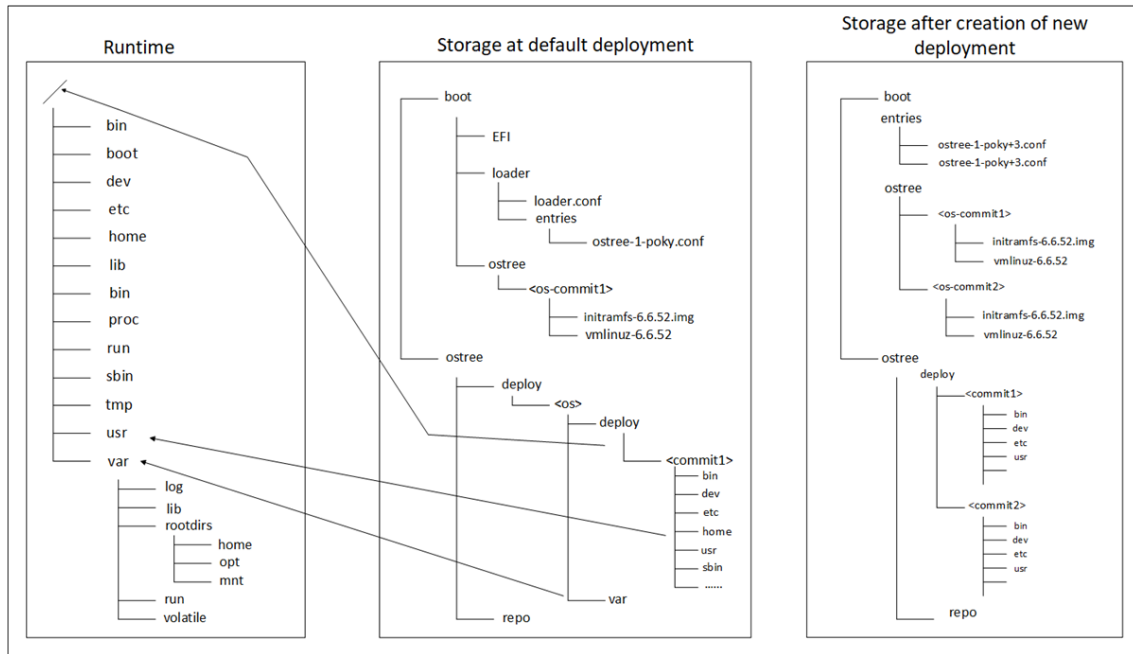 Runtime
/
bin
boot
dev
etc
home
lib
bin
proc
run
sbin
tmp
usr
var
log
lib
rootdirs
home
opt
mnt
run
volatile
Storage at default deployment
boot
EFI
loader
loader.conf
entries
ostree-1-poky.conf
ostree
<os-commit1>
initramfs-6.6.52.img
vmlinuz-6.6.52
ostree
deploy
<os>
deploy
<commit1>
bin
dev
etc
home
usr
sbin
......
var
repo
Storage after creation of new
deployment
boot
entries
ostree-1-poky+3.conf
ostree-1-poky+3.conf
ostree
<os-commit1>
initramfs-6.6.52.img
vmlinuz-6.6.52
<os-commit2>
initramfs-6.6.52.img
vmlinuz-6.6.52
ostree
deploy
<commit1>
bin
dev
etc
usr
<commit2>
bin
dev
etc
usr
repo